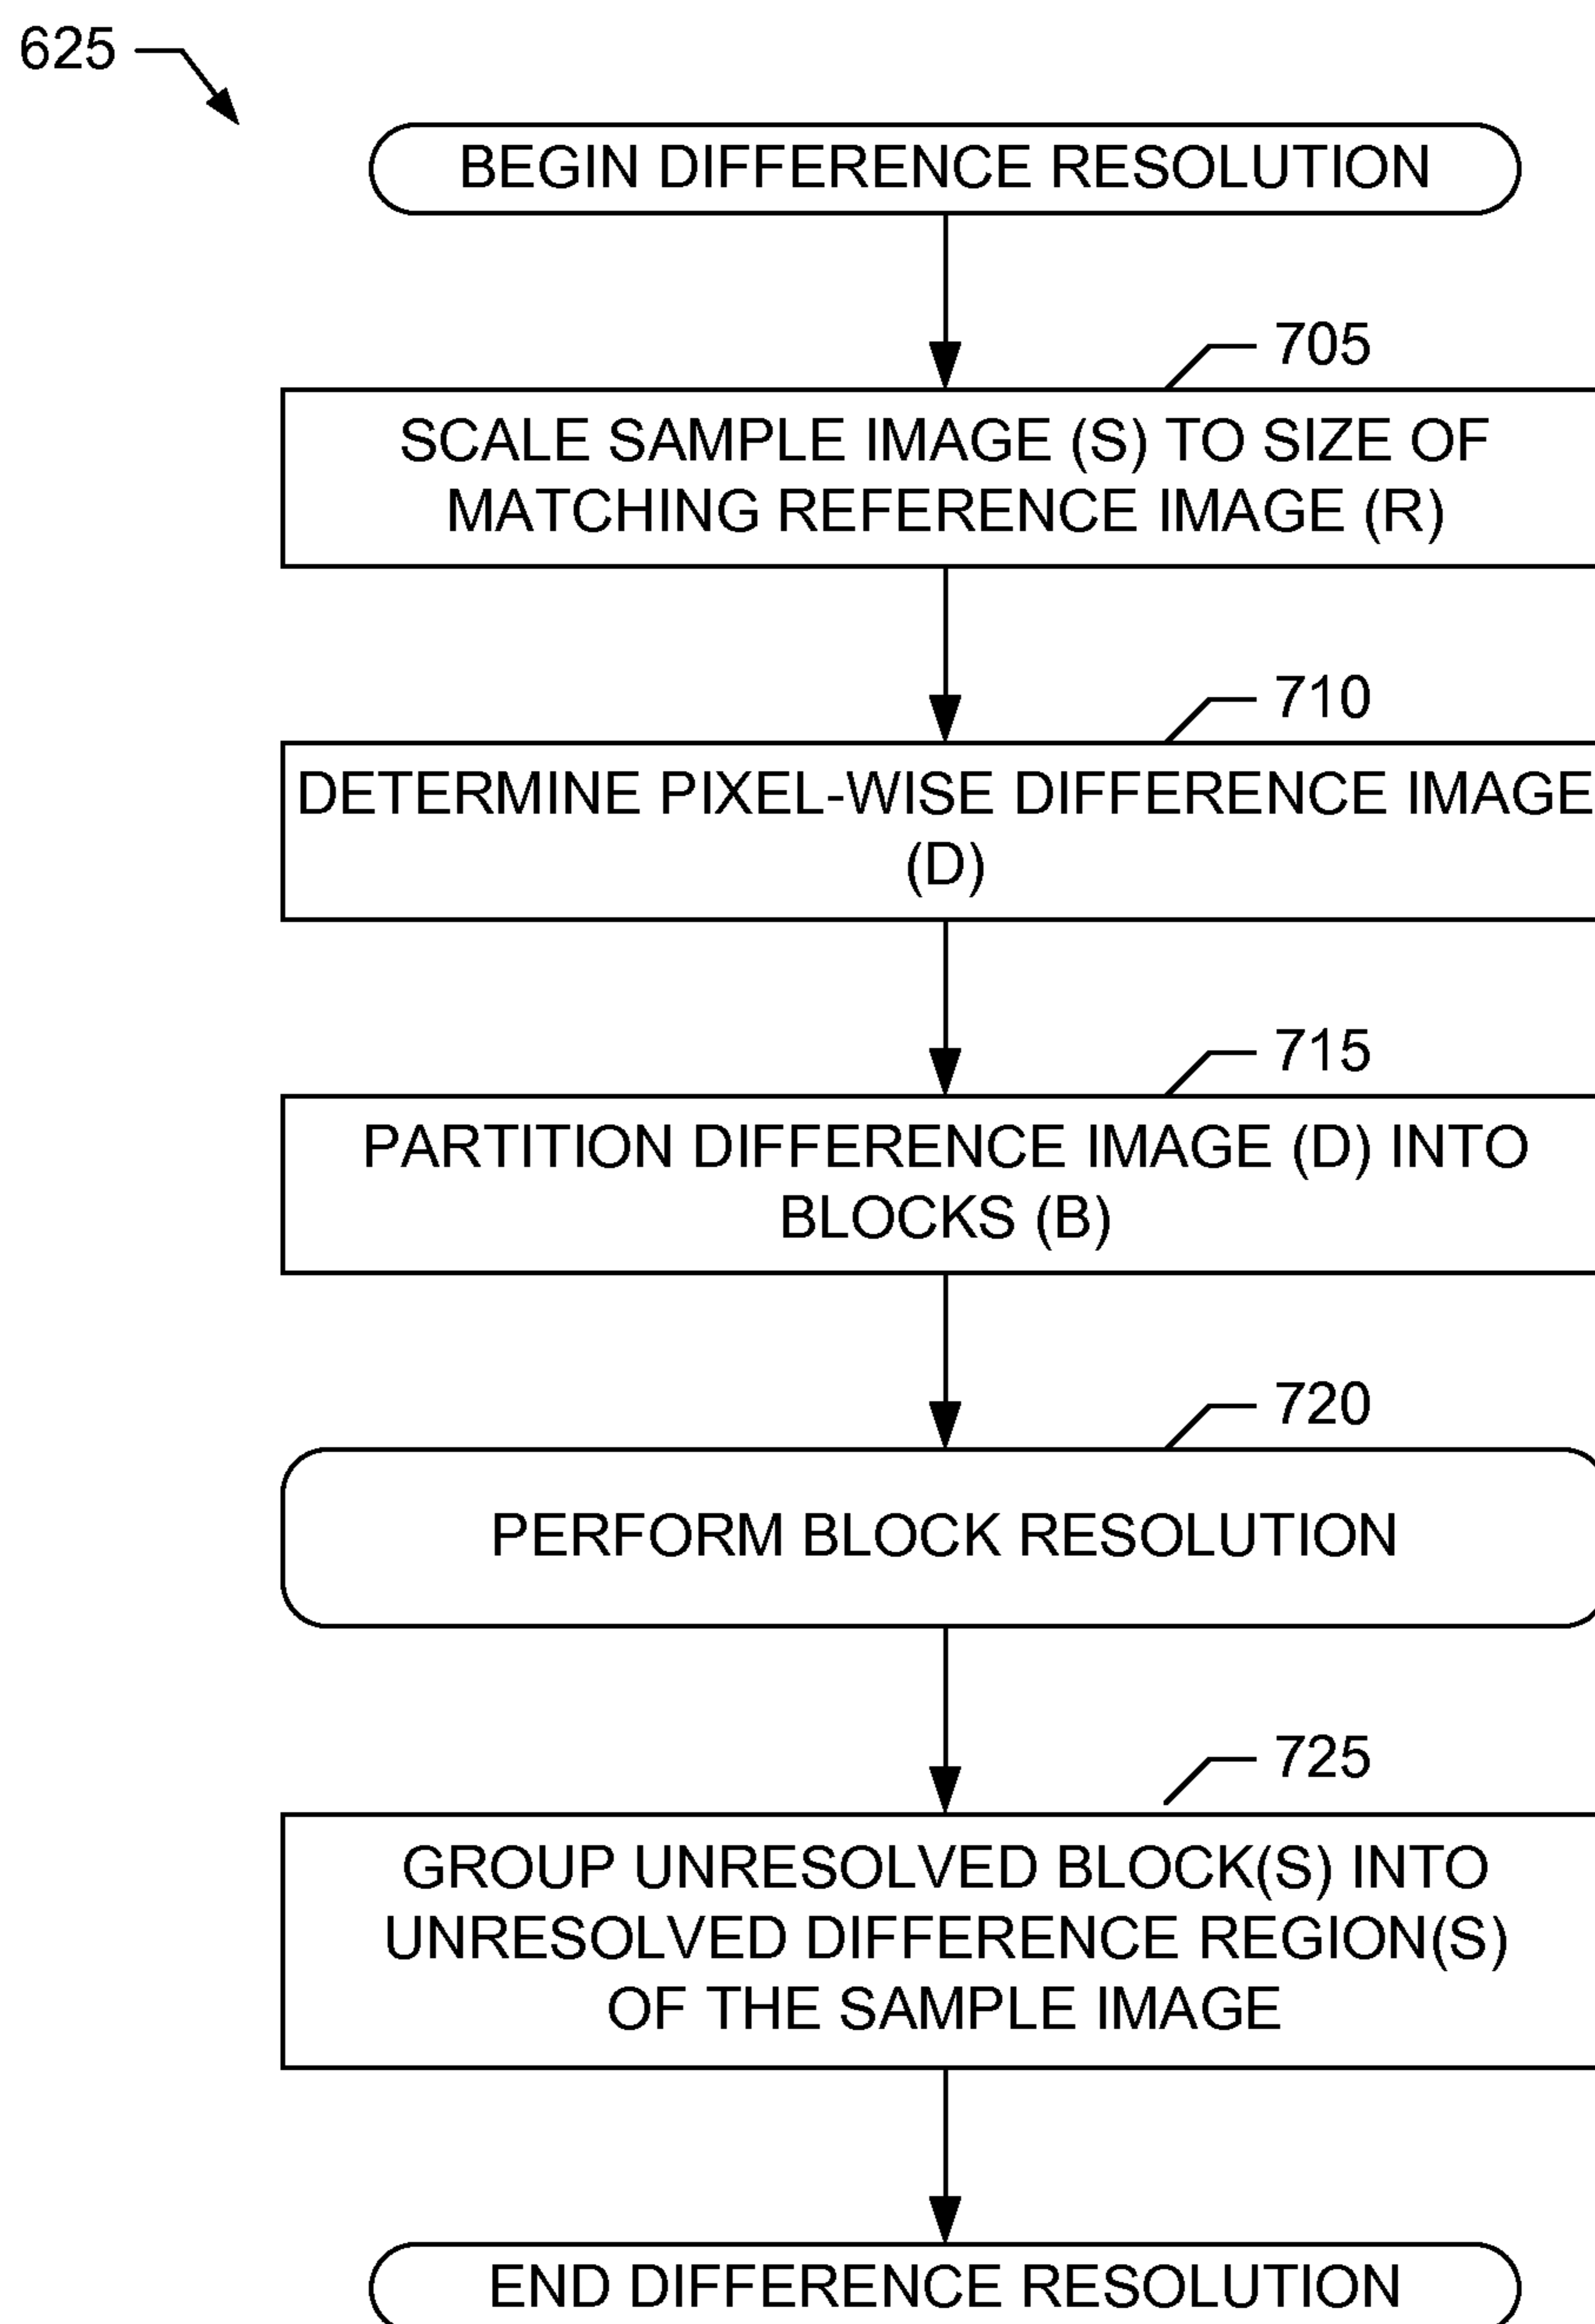 625
BEGIN DIFFERENCE RESOLUTION
705
SCALE SAMPLE IMAGE (S) TO SIZE OF
MATCHING REFERENCE IMAGE (R)
710
DETERMINE PIXEL-WISE DIFFERENCE IMAGE
(D)
715
PARTITION DIFFERENCE IMAGE (D) INTO
BLOCKS (B)
720
PERFORM BLOCK RESOLUTION
725
GROUP UNRESOLVED BLOCK(S) INTO
UNRESOLVED DIFFERENCE REGION(S)
OF THE SAMPLE IMAGE
END DIFFERENCE RESOLUTION